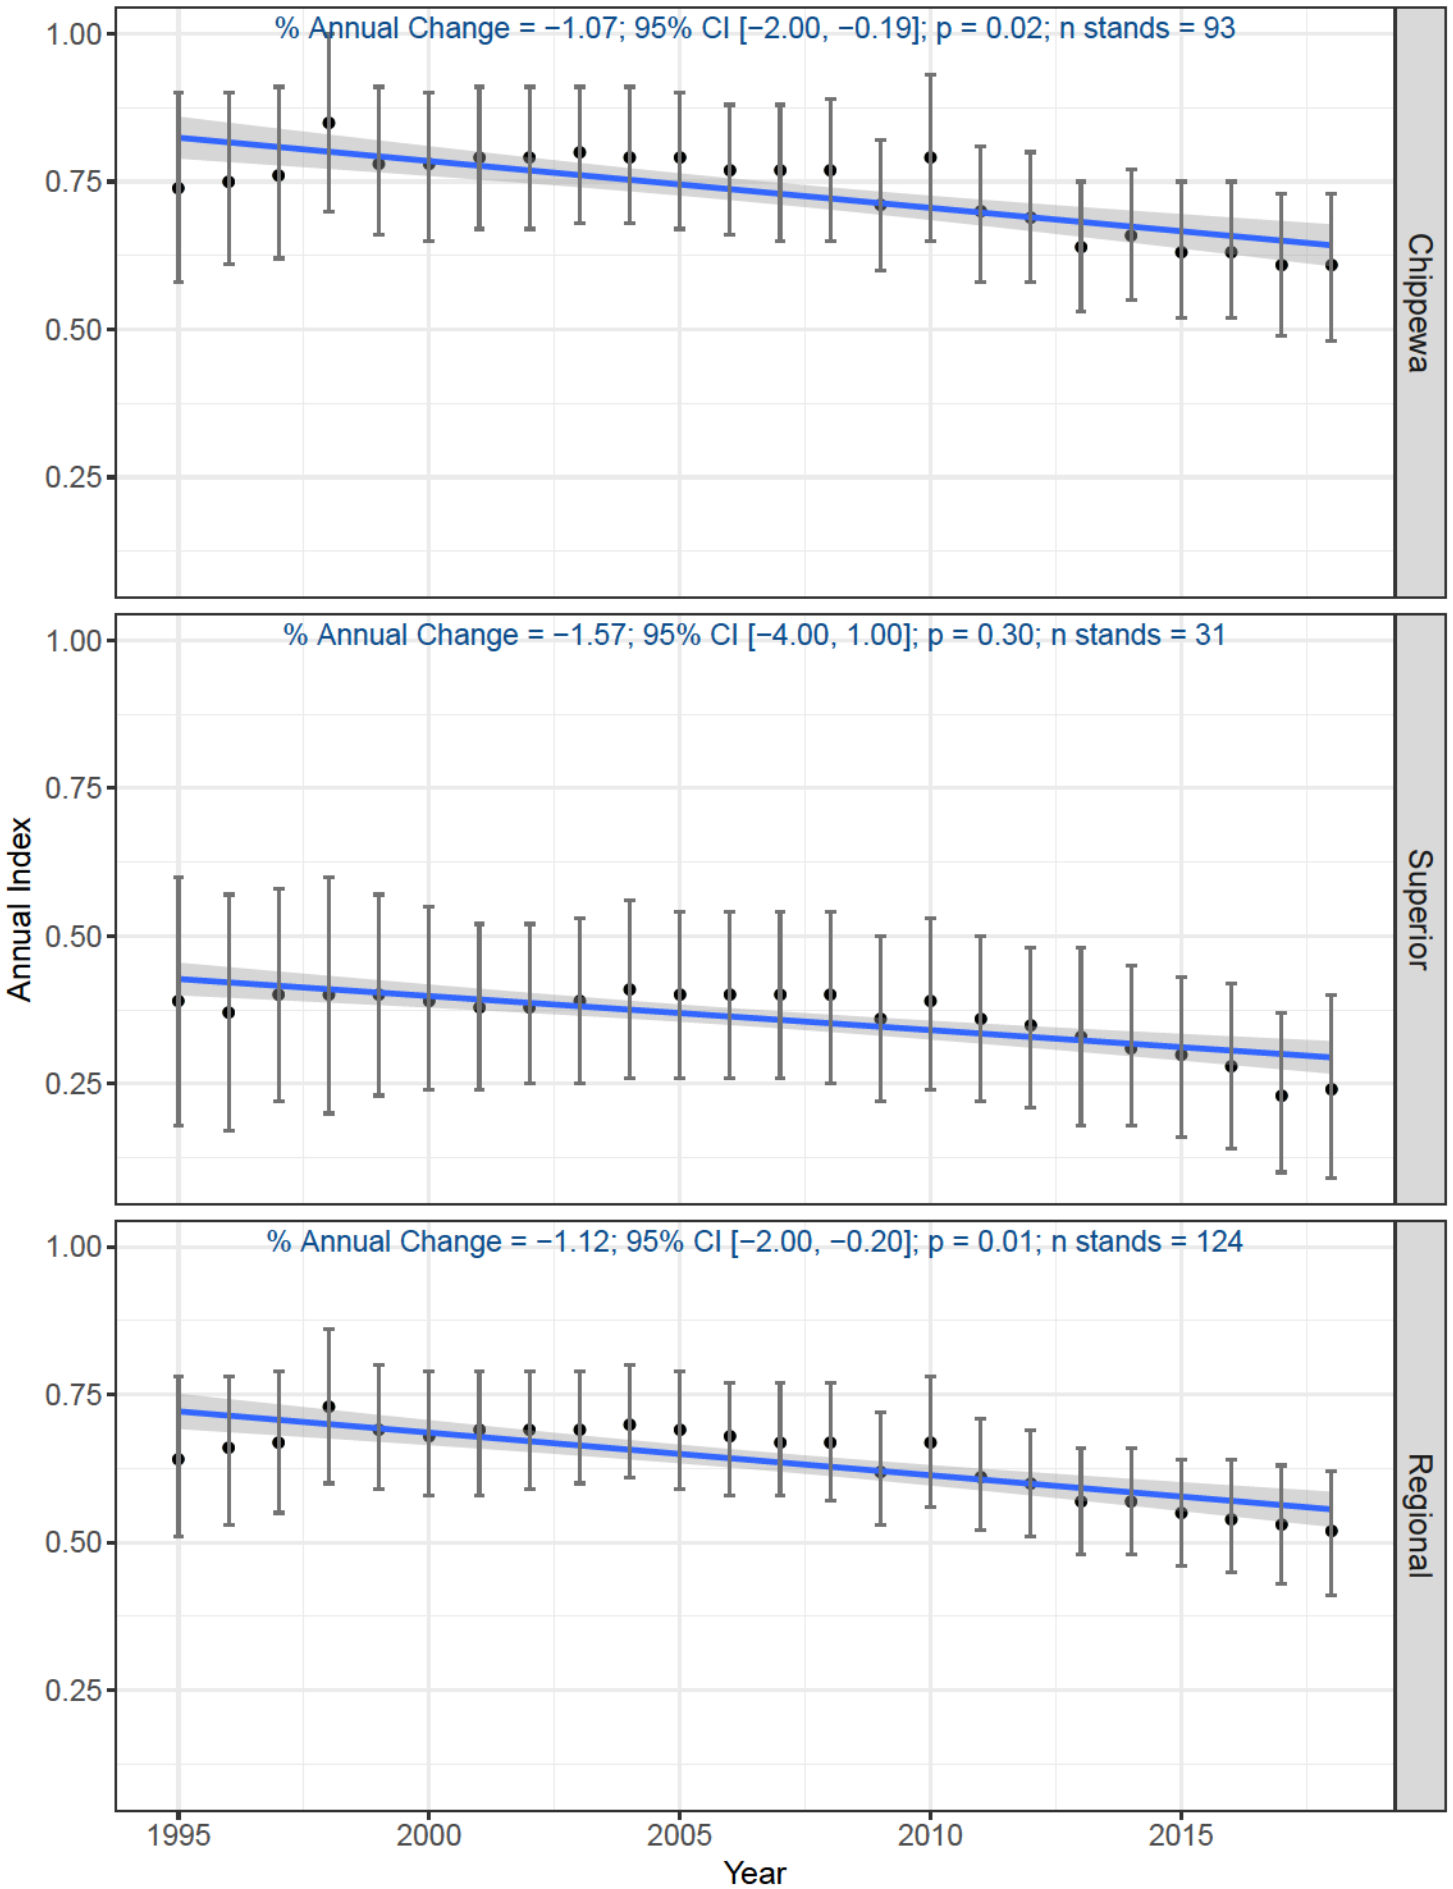 % Annual Change = −1.07; 95% CI [−2.00, −0.19]; p = 0.02; n stands = 93
1.00
0.75
0.50
0.25
Chippewa
% Annual Change = −1.57; 95% CI [−4.00, 1.00]; p = 0.30; n stands = 31
1.00
0.75
0.50
0.25
Superior
Annual Index
% Annual Change = −1.12; 95% CI [−2.00, −0.20]; p = 0.01; n stands = 124
1.00
0.75
0.50
0.25
Regional
1995 2000 2005 2010 2015
Year